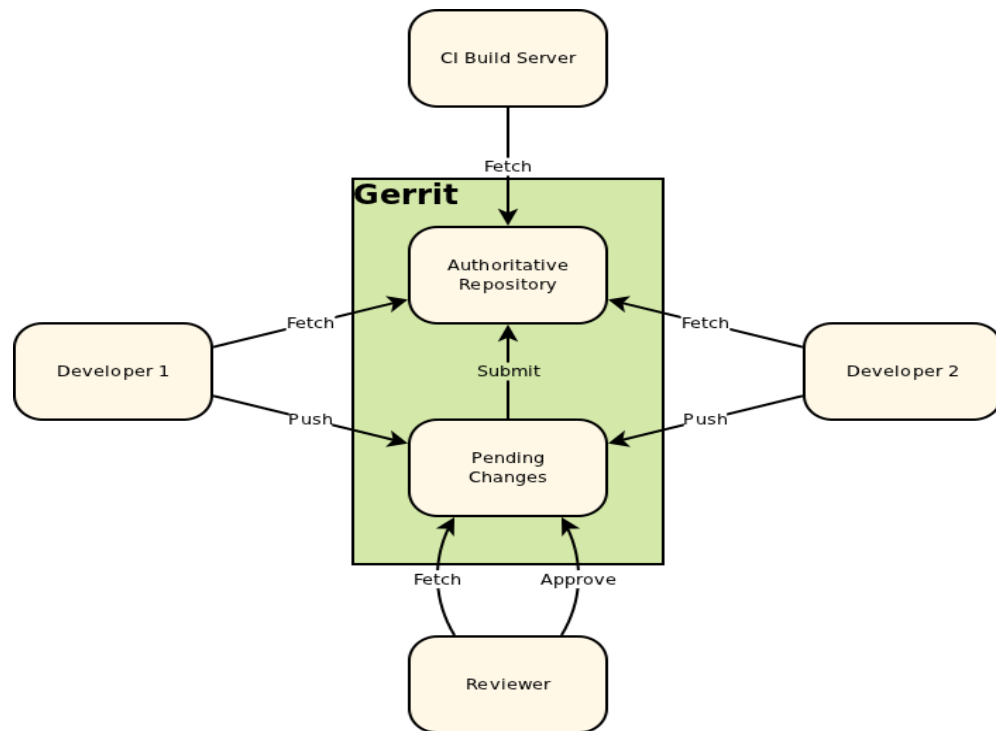 CI Build Server
Fetch
Gerrit
Authoritative
Repository
Fetch
Fetch
Developer 1
Submit
Developer 2
Push
Push
Pending
Changes
Fetch
Approve
Reviewer